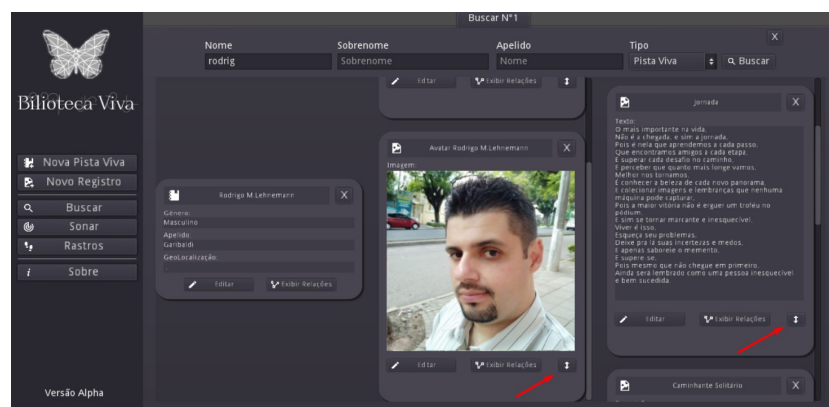 Buscar N°1
X
Nome
Sobrenome
Apelido
Tipo
rodrig
Sobrenome
Nome
Pista Viva
Buscar
Bilioteca Viva
Nova Pista Viva
Novo Registro
Buscar
Sonar
Rastros
i Sobre
Versão Alpha
Rodrigo M.Lehnemann
X
Gênero:
Masculino
Apelido:
Garibaldi
GeoLocalização:
Editar
Exibir Relações
Editar
Exibir Relações
Avatar Rodrigo M.Lehnemann
X
Imagem:
Editar
Exibir Relações
Jornada
X
Texto:
O mais importante na vida.
Não é a chegada, e sim a jornada.
Pois é nela que aprendemos a cada passo.
Que encontramos amigos a cada etapa.
E superar cada desafio no caminho.
E perceber que quanto mais longe vamos,
Melhor nos tornamos.
E conhecer a beleza de cada novo panorama.
E colecionar imagens e lembranças que nenhuma
máquina pode capturar.
Pois a maior vitória não é erguer um troféu no
pódium.
E sim se tornar marcante e inesquecível.
Viver é isso.
Esqueça seu problemas.
Deixe pra lá suas incertezas e medos.
E apenas saboreie o memento.
E supere se.
Pois mesmo que não chegue em primeiro.
Ainda será lembrado como uma pessoa inesquecível
e bem sucedida.
Editar
Exibir Relações
Caminhante Solitário
X